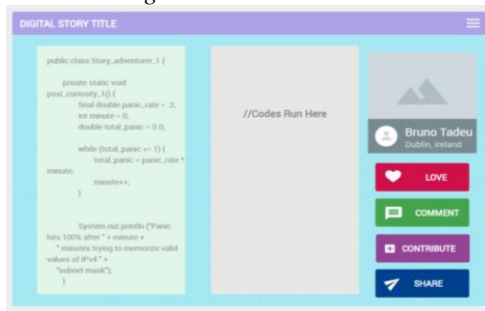 DIGITAL STORY TITLE
public class Story_adventurer_1 {
private static void
post_curiosity_1() {
final double panic_rate = .2;
int minute = 0;
double total_panic = 0.0;
while (total_panic <= 1) {
total_panic = panic_rate *
minute;
minute++;
}
System.out.println ("Panic
hits 100% after " + minute +
" minutes trying to memorize valid
values of IPv4 " +
"subnet mask");
}
//Codes Run Here
Bruno Tadeu
Dublin, Ireland
LOVE
COMMENT
CONTRIBUTE
SHARE